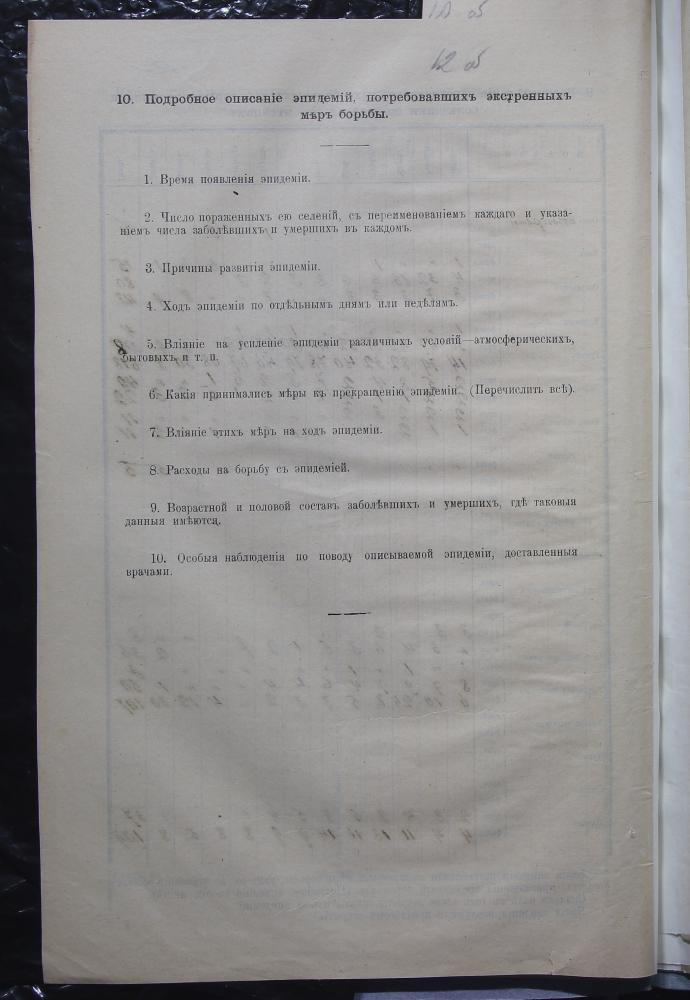 12 об
10. Подробное описаніе эпидемій, потребовавшихъ экстренныхъ
мѣръ борьбы.
1. Время появленія эпидеміи.
2. Число пораженныхъ ею селеній, съ переименованіемъ каждаго и указа-
ніемъ числа заболѣвшихъ и умершихъ въ каждомъ.
3. Причины развитія эпидеміи.
4. Ходъ эпидеміи по отдѣльнымъ днямъ или недѣлямъ.
5. Вліяніе на усиленіе эпидеміи различныхъ условій—атмосферическихъ,
бытовыхъ и т. п.
6. Какія принимались мѣры къ прекращенію эпидеміи. (Перечислить всѣ).
7. Вліяніе этихъ мѣръ на ходъ эпидеміи.
8. Расходы на борьбу съ эпидеміей.
9. Возрастной и половой составъ заболѣвшихъ и умершихъ, гдѣ таковыя
данныя имѣются.
10. Особыя наблюденія по поводу описываемой эпидеміи, доставленныя
врачами.